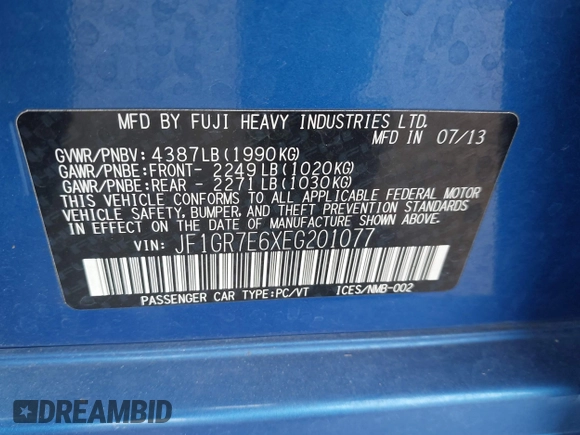 MFD BY FUJI HEAVY INDUSTRIES LTD.
MFD IN 07/13
GVWR/PNBV: 4387LB(1990KG)
GAWR/PNBE:FRONT- 2249LB(1020KG)
GAWR/PNBE:REAR - 2271LB(1030KG)
THIS VEHICLE CONFORMS TO ALL APPLICABLE FEDERAL MOTOR
VEHICLE SAFETY, BUMPER, AND THEFT PREVENTION STANDARDS
IN EFFECT ON THE DATE OF MANUFACTURE SHOWN ABOVE.
VIN: JF1GR7E6XEG201077
PASSENGER CAR TYPE:PC/VT ICES/NMB-002
DREAMBID